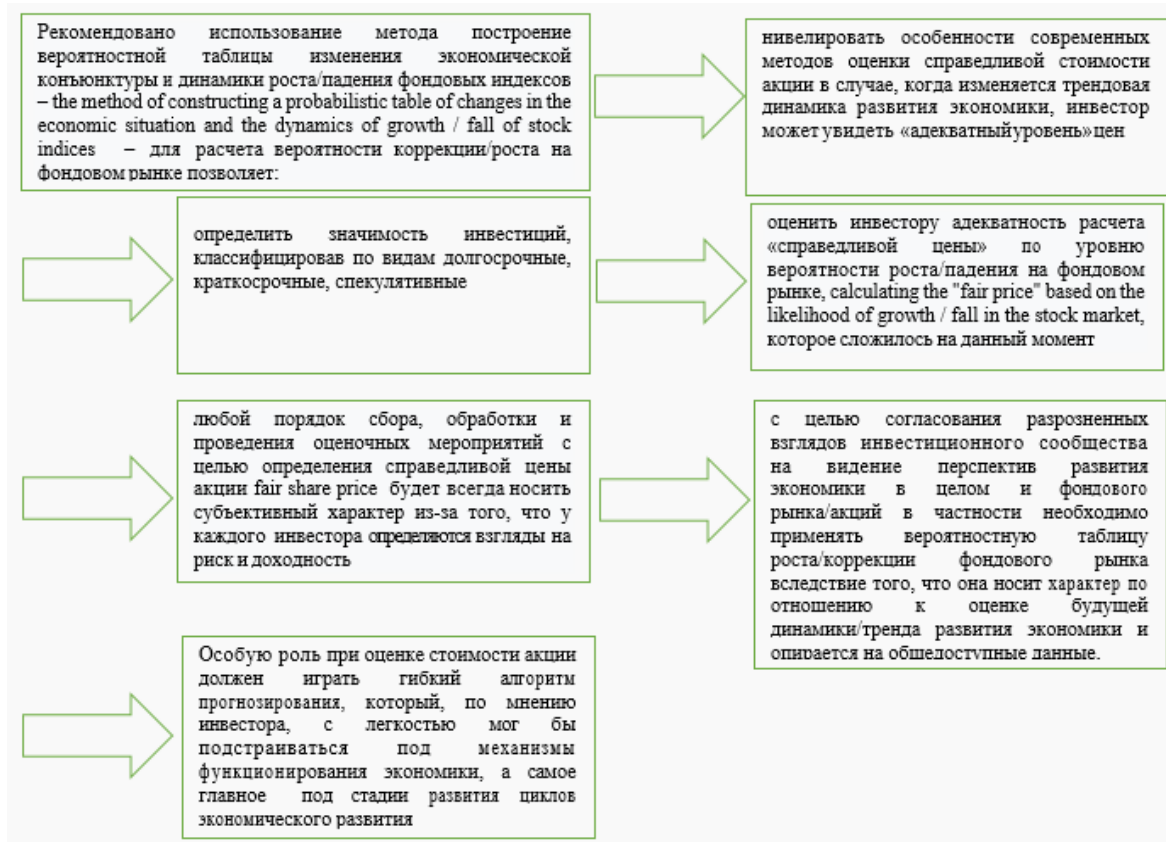 Рекомендовано использование метода построение
вероятностной таблицы изменения экономической
конъюнктуры и динамики роста/падения фондовых индексов
– the method of constructing a probabilistic table of changes in the
economic situation and the dynamics of growth / fall of stock
indices – для расчета вероятности коррекции/роста на
фондовом рынке позволяет:
нивелировать особенности современных
методов оценки справедливой стоимости
акции в случае, когда изменяется трендовая
динамика развития экономики, инвестор
может увидеть «адекватный уровень» цен
определить значимость инвестиций,
классифицировав по видам долгосрочные,
краткосрочные, спекулятивные
оценить инвестору адекватность расчета
«справедливой цены» по уровню
вероятности роста/падения на фондовом
рынке, calculating the "fair price" based on the
likelihood of growth / fall in the stock market,
которое сложилось на данный момент
любой порядок сбора, обработки и
проведения оценочных мероприятий с
целью определения справедливой цены
акции fair share price будет всегда носить
субъективный характер из-за того, что у
каждого инвестора определяются взгляды на
риск и доходность
с целью согласования разрозненных
взглядов инвестиционного сообщества
на видение перспектив развития
экономики в целом и фондового
рынка/акций в частности необходимо
применять вероятностную таблицу
роста/коррекции фондового рынка
вследствие того, что она носит характер по
отношению к оценке будущей
динамики/тренда развития экономики и
опирается на общедоступные данные.
Особую роль при оценке стоимости акции
должен играть гибкий алгоритм
прогнозирования, который, по мнению
инвестора, с легкостью мог бы
подстраиваться под механизмы
функционирования экономики, а самое
главное под стадии развития циклов
экономического развития